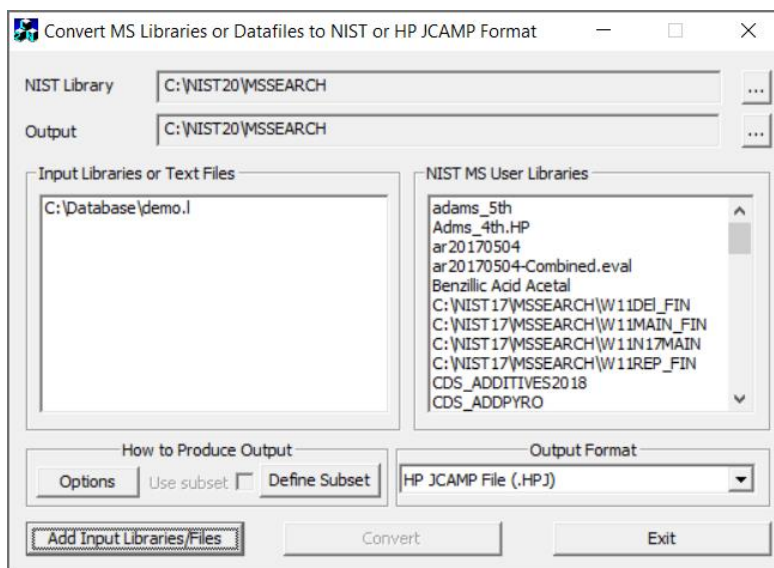 Convert MS Libraries or Datafiles to NIST or HP JCAMP Format
NIST Library
C:\NIST20\MSSEARCH
...
Output
C:\NIST20\MSSEARCH
...
Input Libraries or Text Files
C:\Database\demo.l
NIST MS User Libraries
adams_5th
Adms_4th.HP
ar20170504
ar20170504-Combined.eval
Benzillic Acid Acetal
C:\NIST17\MSSEARCH\W11DEl_FIN
C:\NIST17\MSSEARCH\W11MAIN_FIN
C:\NIST17\MSSEARCH\W11N17MAIN
C:\NIST17\MSSEARCH\W11REP_FIN
CDS_ADDITIVES2018
CDS_ADDPYRO
How to Produce Output
Options
Use subset
Define Subset
Output Format
HP JCAMP File (.HPJ)
Add Input Libraries/Files
Convert
Exit